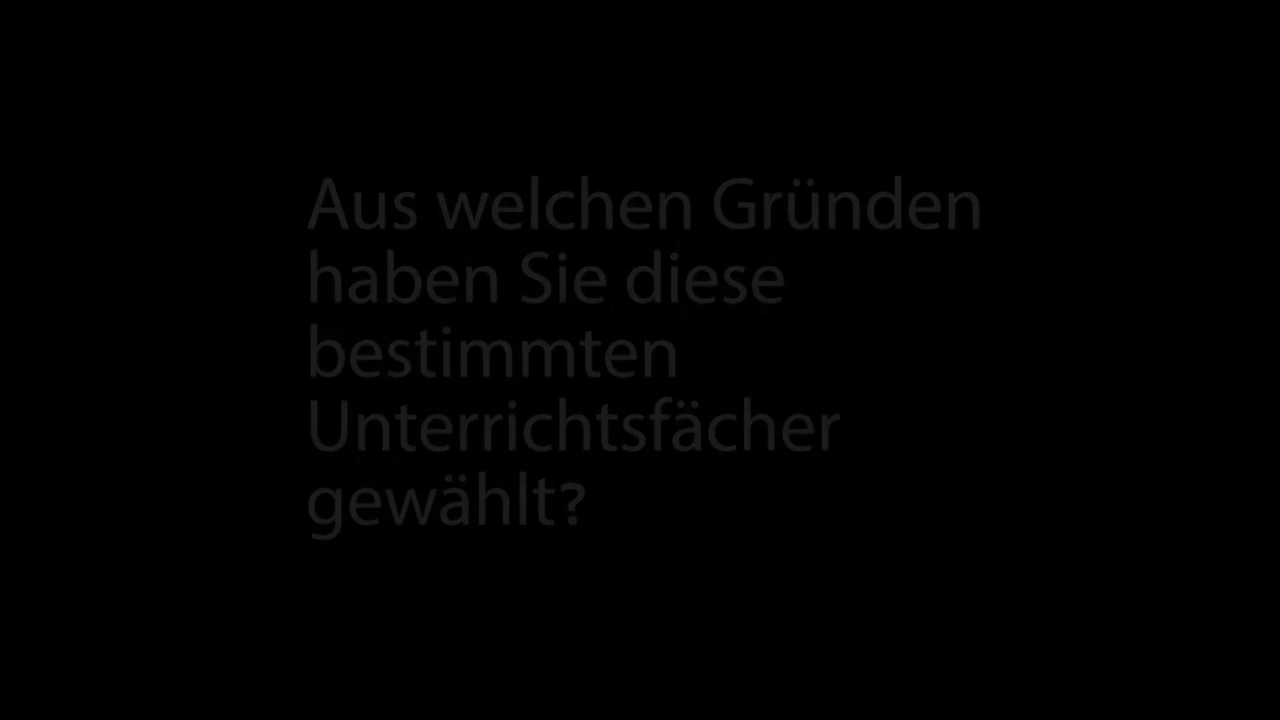 Aus welchen Gründen
haben Sie diese
bestimmten
Unterrichtsfächer
gewählt?